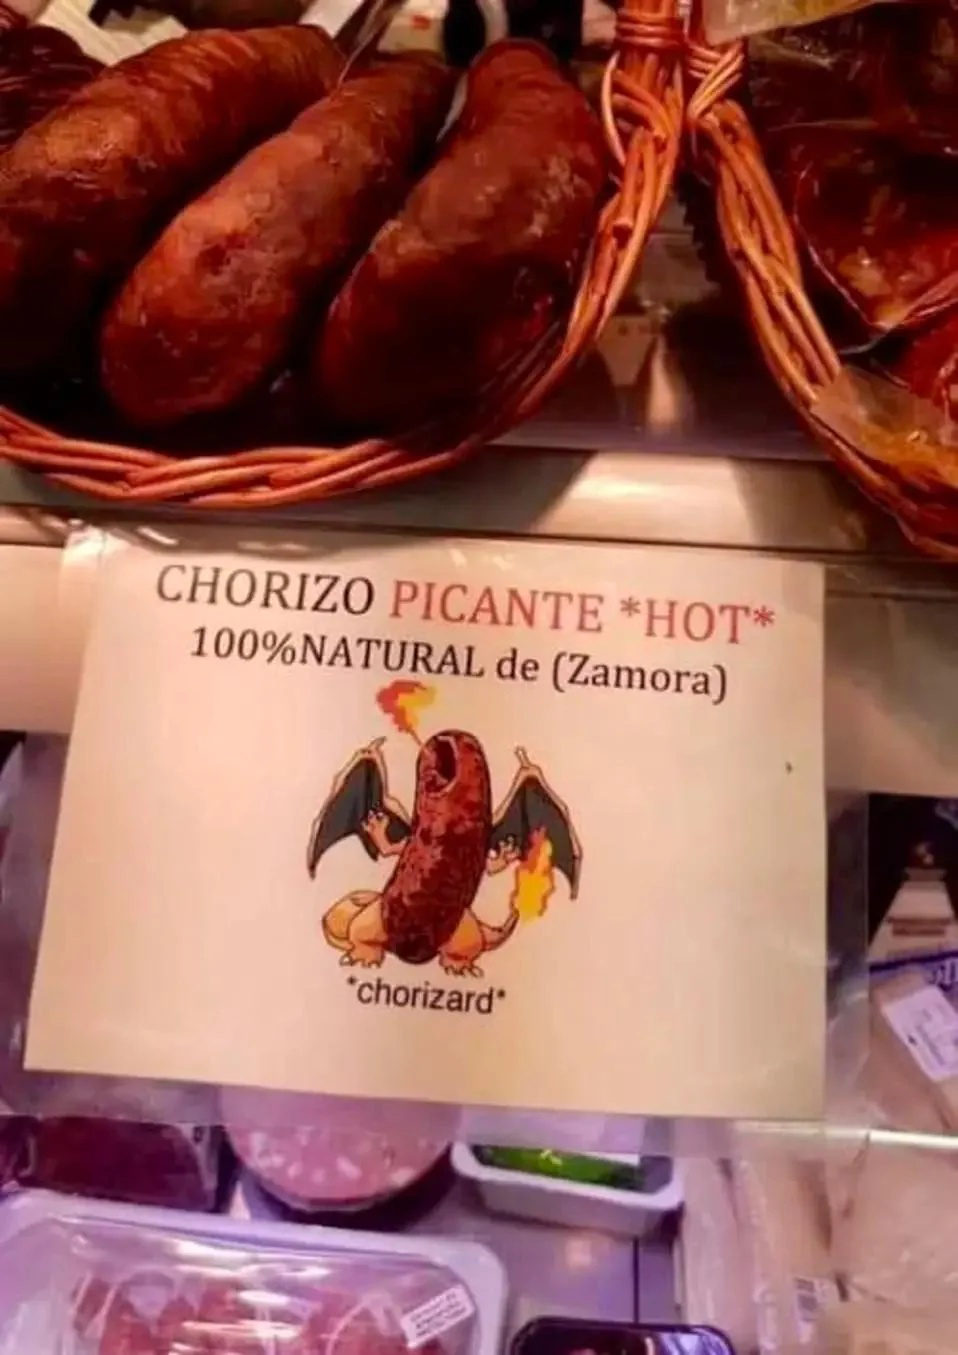 CHORIZO PICANTE *HOT*
100%NATURAL de (Zamora)
*chorizard*